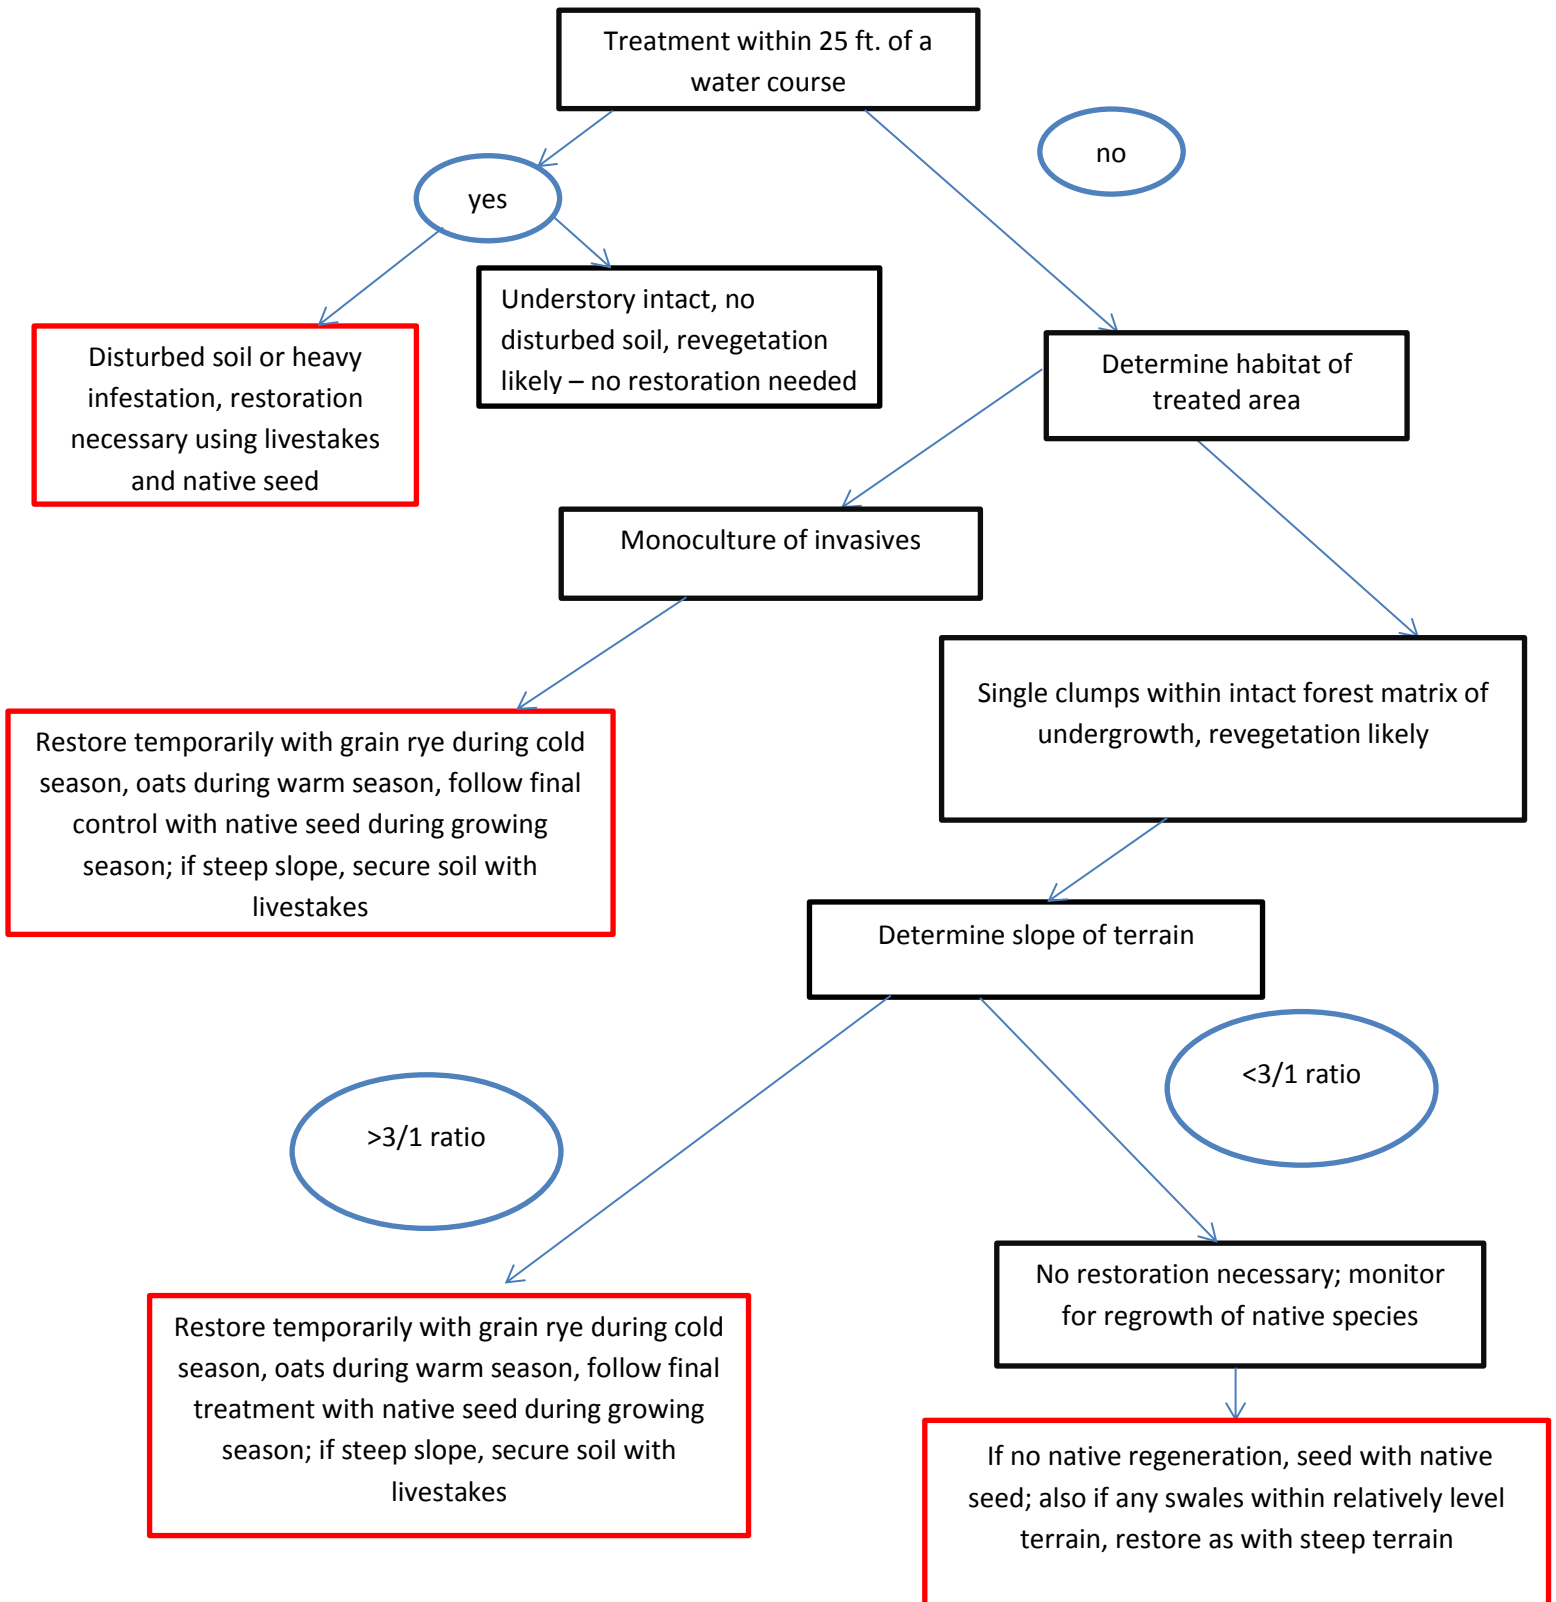 Treatment within 25 ft. of a
water course
no
yes
Understory intact, no
disturbed soil, revegetation
likely – no restoration needed
Disturbed soil or heavy
infestation, restoration
necessary using livestakes
and native seed
Determine habitat of
treated area
Monoculture of invasives
Single clumps within intact forest matrix of
undergrowth, revegetation likely
Restore temporarily with grain rye during cold
season, oats during warm season, follow final
control with native seed during growing
season; if steep slope, secure soil with
livestakes
Determine slope of terrain
<3/1 ratio
>3/1 ratio
No restoration necessary; monitor
for regrowth of native species
Restore temporarily with grain rye during cold
season, oats during warm season, follow final
treatment with native seed during growing
season; if steep slope, secure soil with
livestakes
If no native regeneration, seed with native
seed; also if any swales within relatively level
terrain, restore as with steep terrain